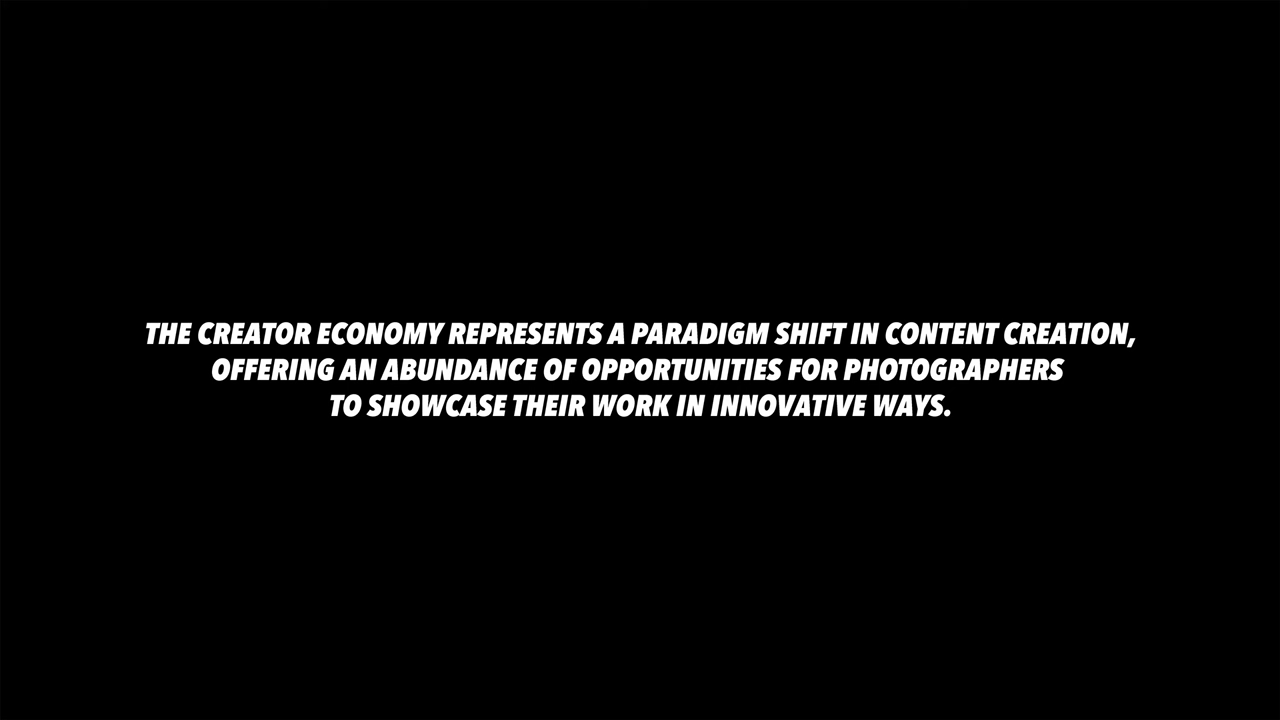 THE CREATOR ECONOMY REPRESENTS A PARADIGM SHIFT IN CONTENT CREATION,
OFFERING AN ABUNDANCE OF OPPORTUNITIES FOR PHOTOGRAPHERS
TO SHOWCASE THEIR WORK IN INNOVATIVE WAYS.